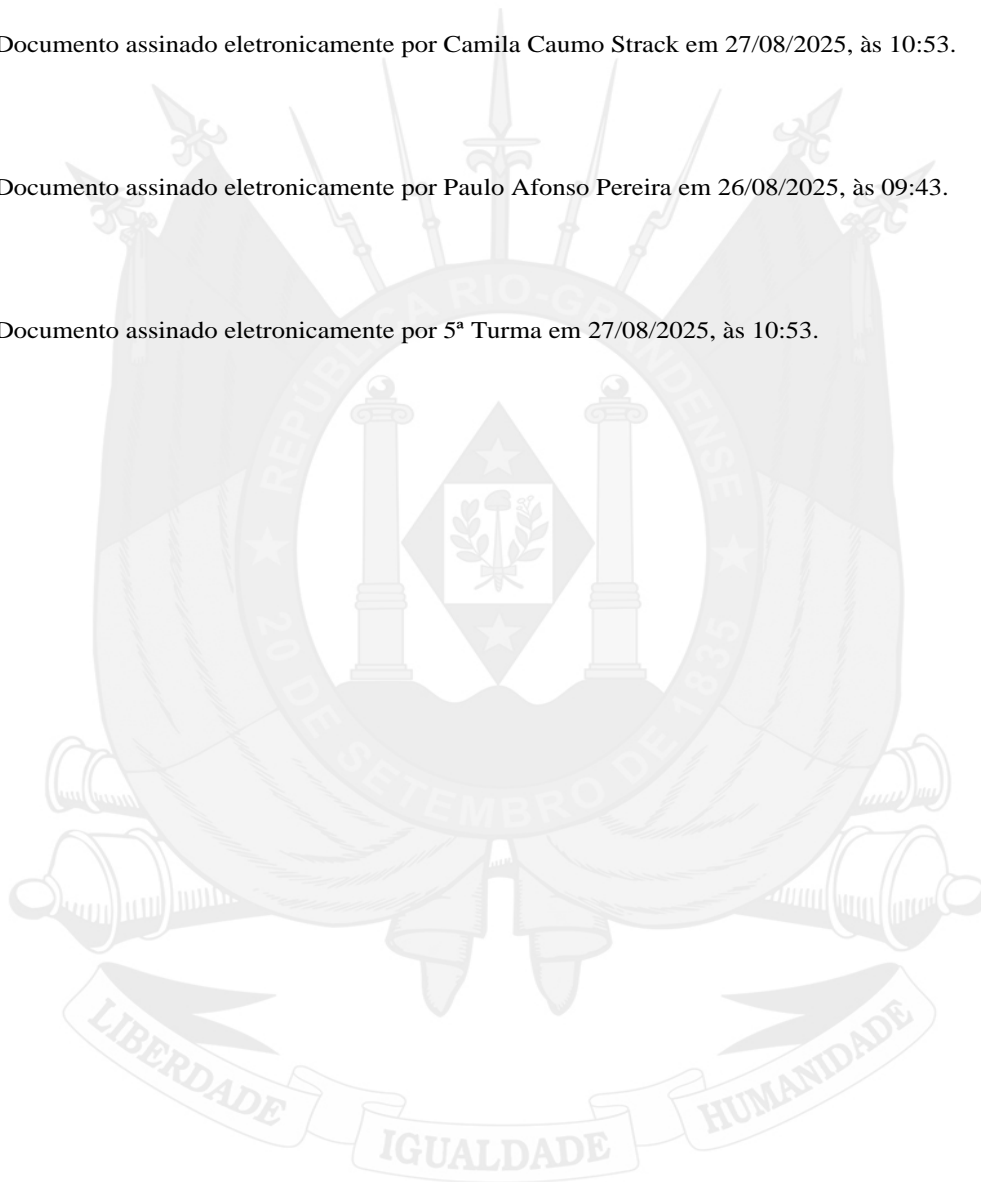 Documento assinado eletronicamente por Camila Caumo Strack em 27/08/2025, às 10:53.
Documento assinado eletronicamente por Paulo Afonso Pereira em 26/08/2025, às 09:43.
Documento assinado eletronicamente por 5ª Turma em 27/08/2025, às 10:53.
REPÚBLICA RIO-GRANDENSE
20 DE SETEMBRO DE 1835
LIBERDADE
IGUALDADE
HUMANIDADE